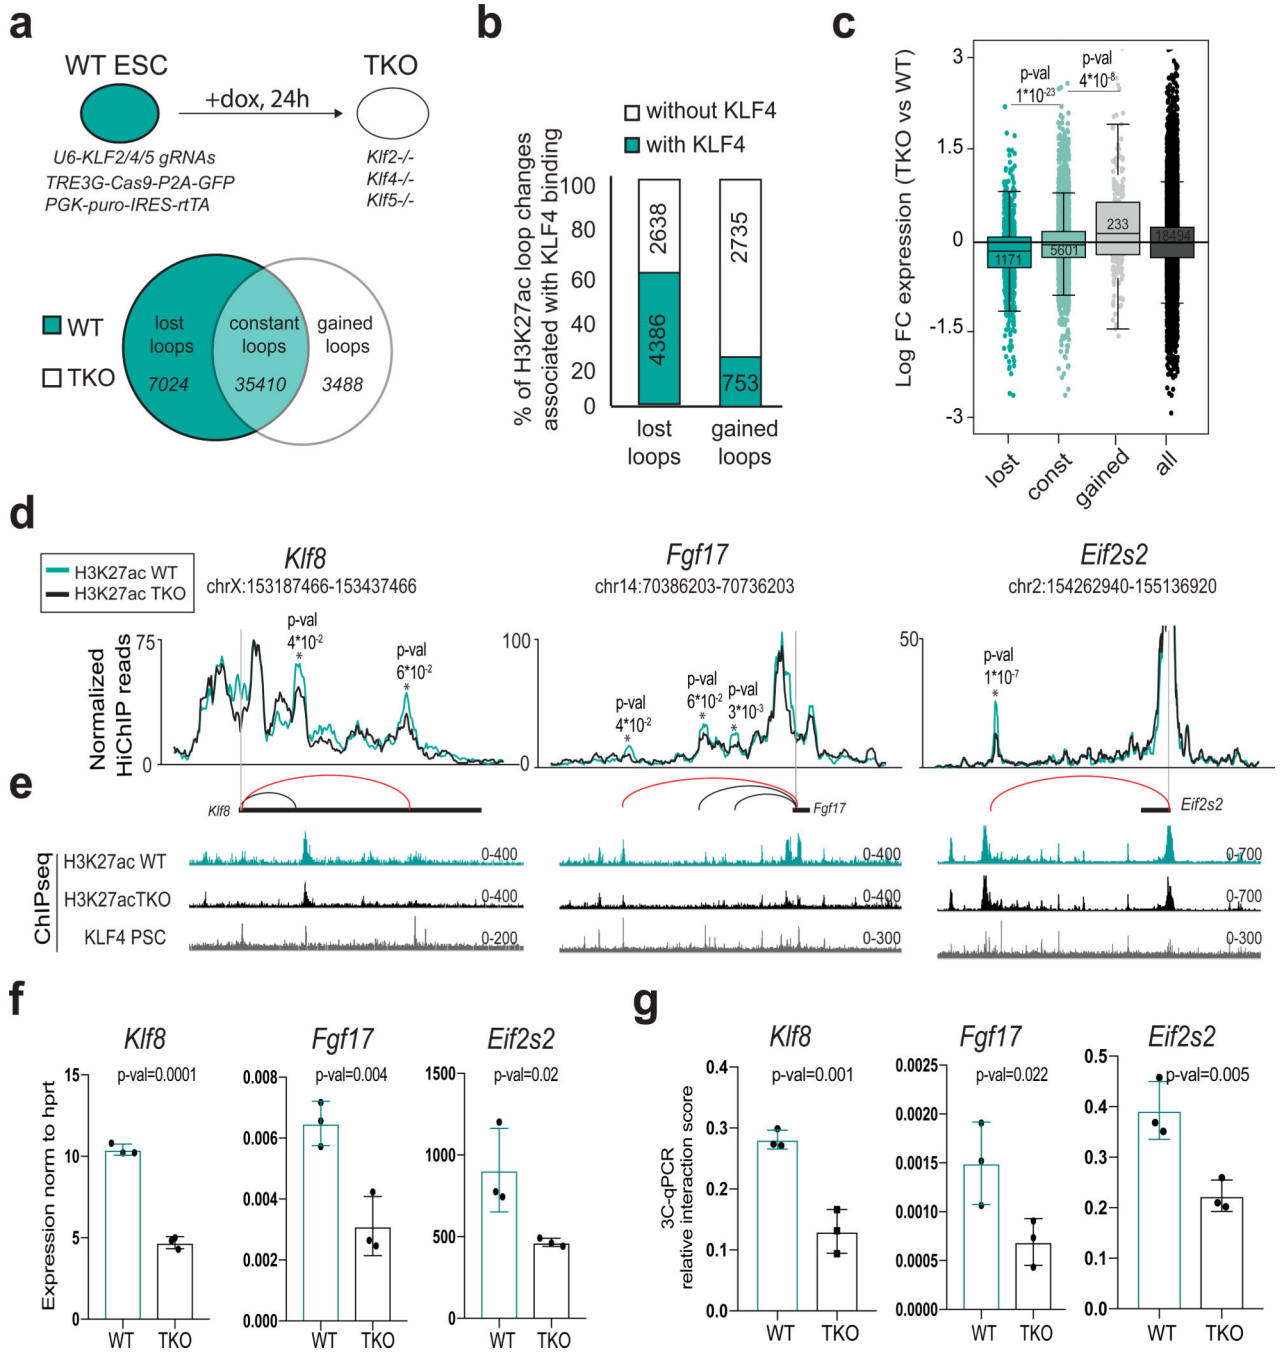 a
WT ESC
TKO
+dox, 24h
U6-KLF2/4/5 gRNAs
TRE3G-Cas9-P2A-GFP
PGK-puro-IRES-rtTA
Klf2-/-
Klf4-/-
Klf5-/-
WT
TKO
lost
loops
7024
constant
loops
35410
gained
loops
3488
b
without KLF4
with KLF4
% of H3K27ac loop changes
associated with KLF4 binding
100
80
60
40
20
0
2638
4386
2735
753
lost
loops
gained
loops
c
Log FC expression (TKO vs WT)
3
1.5
0
-1.5
-3
p-val
1*10-23
p-val
4*10-8
1171
5601
233
18494
lost
const
gained
all
d
H3K27ac WT
H3K27ac TKO
Klf8
chrX:153187466-153437466
Fgf17
chr14:70386203-70736203
Eif2s2
chr2:154262940-155136920
Normalized
HiChIP reads
75
0
p-val
4*10-2
*
p-val
6*10-2
*
100
0
p-val
4*10-2
*
p-val
6*10-2
*
p-val
3*10-3
*
50
0
p-val
1*10-7
*
e
Klf8
Fgf17
Eif2s2
ChIPseq
H3K27ac WT
0-400
0-400
0-700
H3K27acTKO
0-400
0-400
0-700
KLF4 PSC
0-200
0-300
0-300
f
Expression norm to hprt
Klf8
p-val=0.0001
15
10
5
0
WT
TKO
Fgf17
p-val=0.004
0.008
0.006
0.004
0.002
0.000
WT
TKO
Eif2s2
p-val=0.02
1500
1000
500
0
WT
TKO
g
3C-qPCR
relative interaction score
Klf8
p-val=0.001
0.4
0.3
0.2
0.1
0.0
WT
TKO
Fgf17
p-val=0.022
0.0025
0.0020
0.0015
0.0010
0.0005
0.0000
WT
TKO
Eif2s2
p-val=0.005
0.5
0.4
0.3
0.2
0.1
0.0
WT
TKO